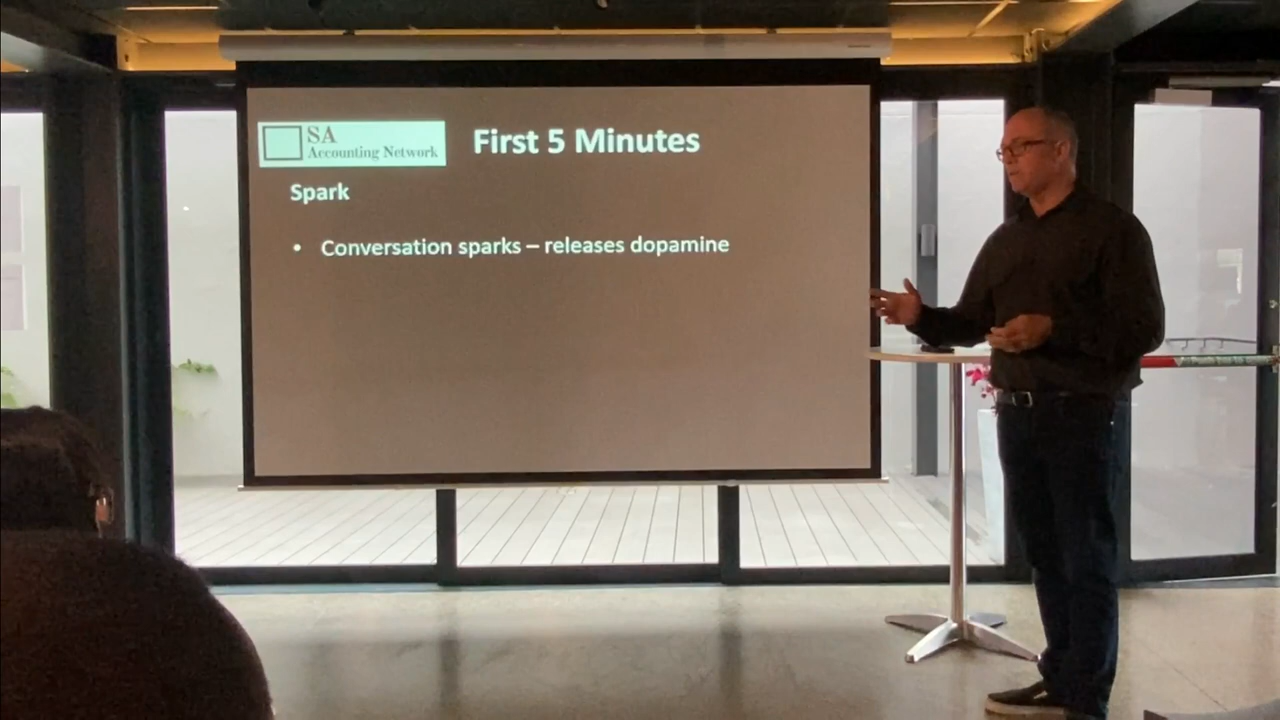 SA
Accounting Network
First 5 Minutes
Spark
• Conversation sparks – releases dopamine